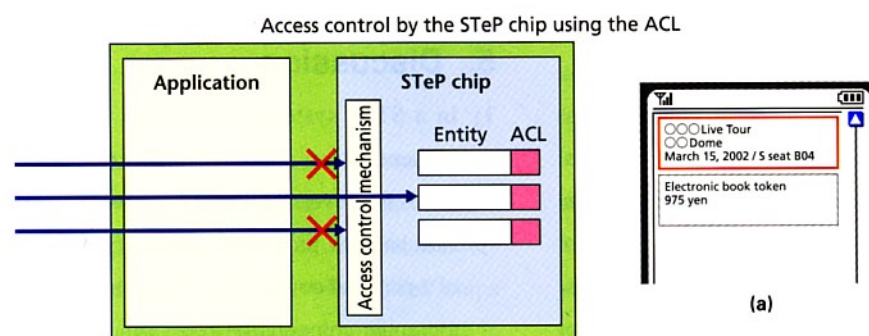 Access control by the STeP chip using the ACL
Application
STeP chip
Access control mechanism
Entity ACL
○○○Live Tour
○○Dome
March 15, 2002 / S seat B04
Electronic book token
975 yen
(a)